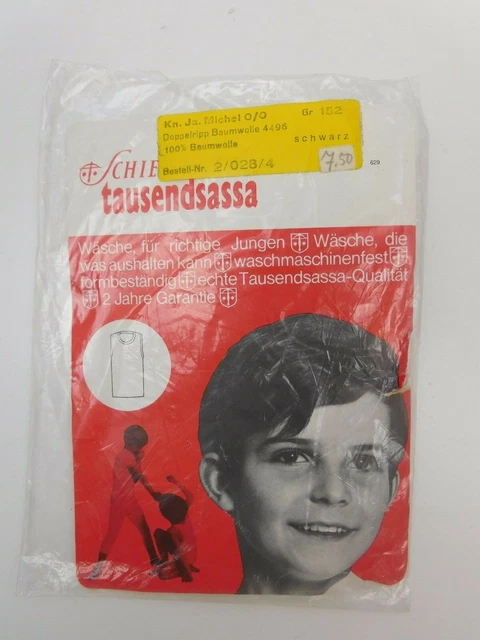 Kn. Ja. Michel 0/0 Gr 152
Doppelripp Baumwolle 4496
100% Baumwolle schwarz
Bestell-Nr. 2/028/4 7,50
SCHIE
629
tausendsassa
Wäsche, für richtige Jungen Wäsche, die
was aushalten kann waschmaschinenfest
formbeständig echte Tausendsassa-Qualität
2 Jahre Garantie